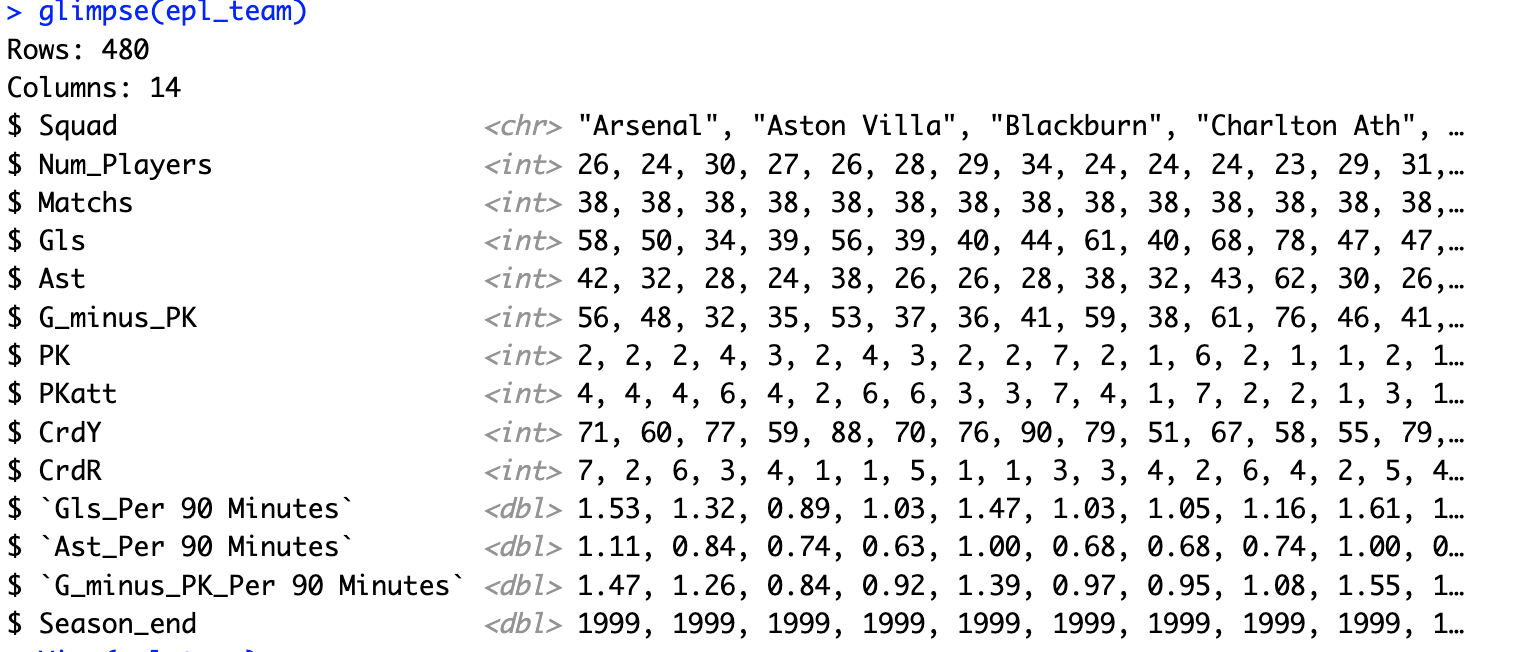 > glimpse(epl_team)
Rows: 480
Columns: 14
$ Squad                       <chr> "Arsenal", "Aston Villa", "Blackburn", "Charlton Ath", …
$ Num_Players                 <int> 26, 24, 30, 27, 26, 28, 29, 34, 24, 24, 24, 23, 29, 31,…
$ Matchs                      <int> 38, 38, 38, 38, 38, 38, 38, 38, 38, 38, 38, 38, 38, 38,…
$ Gls                         <int> 58, 50, 34, 39, 56, 39, 40, 44, 61, 40, 68, 78, 47, 47,…
$ Ast                         <int> 42, 32, 28, 24, 38, 26, 26, 28, 38, 32, 43, 62, 30, 26,…
$ G_minus_PK                  <int> 56, 48, 32, 35, 53, 37, 36, 41, 59, 38, 61, 76, 46, 41,…
$ PK                          <int> 2, 2, 2, 4, 3, 2, 4, 3, 2, 2, 7, 2, 1, 6, 2, 1, 1, 2, 1…
$ PKatt                       <int> 4, 4, 4, 6, 4, 2, 6, 6, 3, 3, 7, 4, 1, 7, 2, 2, 1, 3, 1…
$ CrdY                        <int> 71, 60, 77, 59, 88, 70, 76, 90, 79, 51, 67, 58, 55, 79,…
$ CrdR                        <int> 7, 2, 6, 3, 4, 1, 1, 5, 1, 1, 3, 3, 4, 2, 6, 4, 2, 5, 4…
$ `Gls_Per 90 Minutes`        <dbl> 1.53, 1.32, 0.89, 1.03, 1.47, 1.03, 1.05, 1.16, 1.61, 1…
$ `Ast_Per 90 Minutes`        <dbl> 1.11, 0.84, 0.74, 0.63, 1.00, 0.68, 0.68, 0.74, 1.00, 0…
$ `G_minus_PK_Per 90 Minutes` <dbl> 1.47, 1.26, 0.84, 0.92, 1.39, 0.97, 0.95, 1.08, 1.55, 1…
$ Season_end                  <dbl> 1999, 1999, 1999, 1999, 1999, 1999, 1999, 1999, 1999, 1…